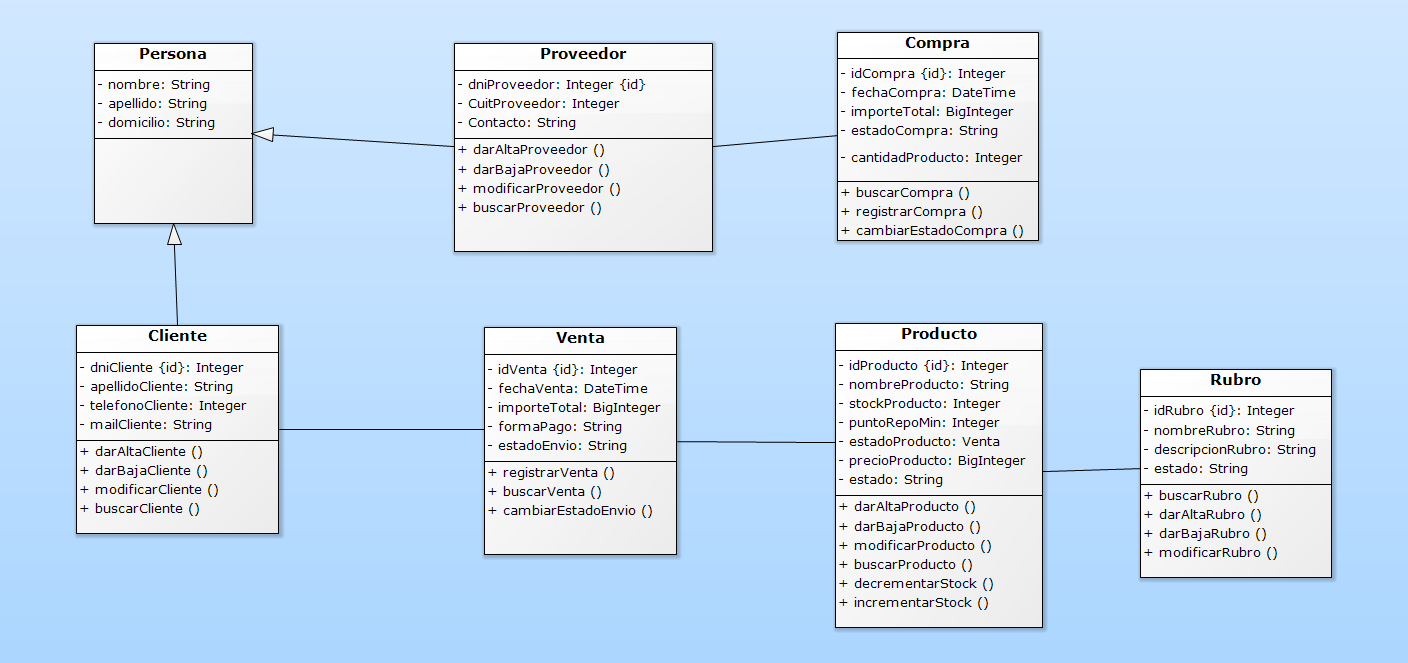 Persona
- nombre: String
- apellido: String
- domicilio: String
Proveedor
- dniProveedor: Integer {id}
- CuitProveedor: Integer
- Contacto: String
+ darAltaProveedor ()
+ darBajaProveedor ()
+ modificarProveedor ()
+ buscarProveedor ()
Compra
- idCompra {id}: Integer
- fechaCompra: DateTime
- importeTotal: BigInteger
- estadoCompra: String
- cantidadProducto: Integer
+ buscarCompra ()
+ registrarCompra ()
+ cambiarEstadoCompra ()
Cliente
- dniCliente {id}: Integer
- apellidoCliente: String
- telefonoCliente: Integer
- mailCliente: String
+ darAltaCliente ()
+ darBajaCliente ()
+ modificarCliente ()
+ buscarCliente ()
Venta
- idVenta {id}: Integer
- fechaVenta: DateTime
- importeTotal: BigInteger
- formaPago: String
- estadoEnvio: String
+ registrarVenta ()
+ buscarVenta ()
+ cambiarEstadoEnvio ()
Producto
- idProducto {id}: Integer
- nombreProducto: String
- stockProducto: Integer
- puntoRepoMin: Integer
- estadoProducto: Venta
- precioProducto: BigInteger
- estado: String
+ darAltaProducto ()
+ darBajaProducto ()
+ modificarProducto ()
+ buscarProducto ()
+ decrementarStock ()
+ incrementarStock ()
Rubro
- idRubro {id}: Integer
- nombreRubro: String
- descripcionRubro: String
- estado: String
+ buscarRubro ()
+ darAltaRubro ()
+ darBajaRubro ()
+ modificarRubro ()